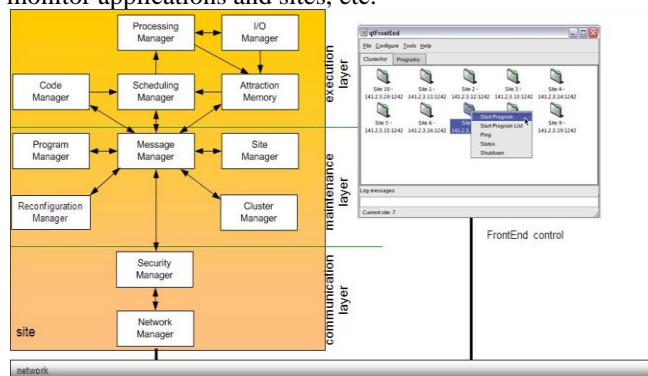 monitor applications and sites, etc.
Processing
Manager
I/O
Manager
Code
Manager
Scheduling
Manager
Attraction
Memory
execution
layer
Program
Manager
Message
Manager
Site
Manager
Reconfiguration
Manager
Cluster
Manager
maintenance
layer
Security
Manager
Network
Manager
communication
layer
site
network
qtFrontEnd
File Configure Tools Help
Clusterlist Programs
Site 10 - Site 1 - Site 2 - Site 3 - Site 4 -
141.2.3.29:1242 141.2.3.11:1242 141.2.3.12:1242 141.2.3.13:1242 141.2.3.14:1242
Site 5 - Site 6 - Site 9 -
141.2.3.15:1242 141.2.3.16:1242 141.2.3.19:1242
Start Program
Start Program List
Ping
Status
Shutdown
Log messages
Current site: 7
FrontEnd control